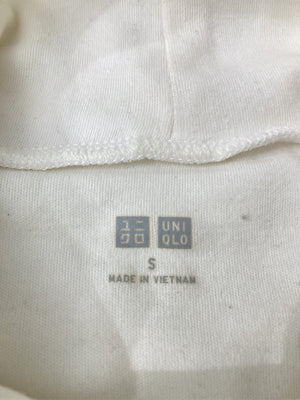 ユニ UNI
クロ QLO
S
MADE IN VIETNAM